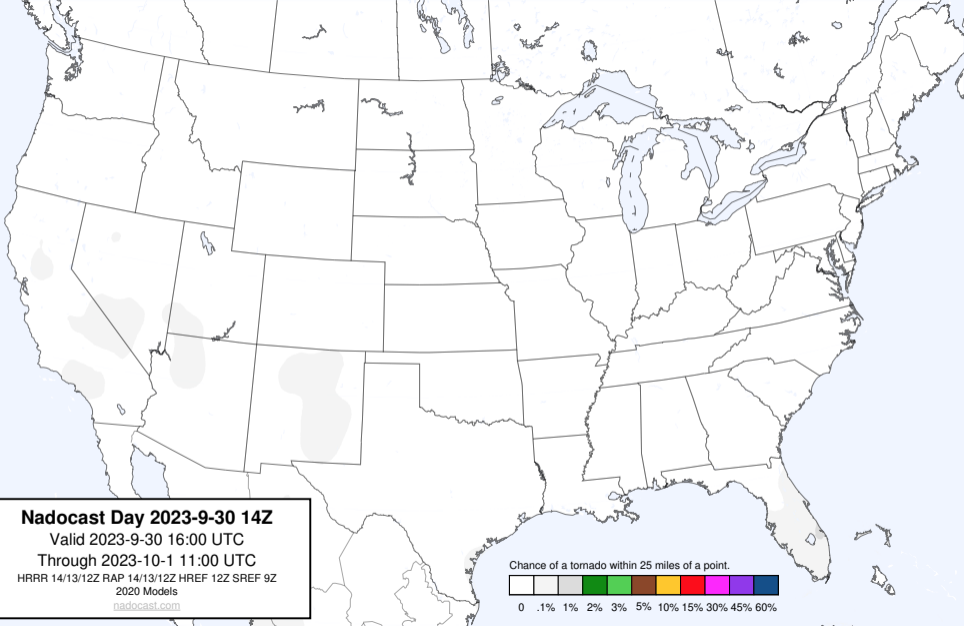 Nadocast Day 2023-9-30 14Z
Valid 2023-9-30 16:00 UTC
Through 2023-10-1 11:00 UTC
HRRR 14/13/12Z RAP 14/13/12Z HREF 12Z SREF 9Z
2020 Models
nadocast.com
Chance of a tornado within 25 miles of a point.
0 .1% 1% 2% 3% 5% 10% 15% 30% 45% 60%